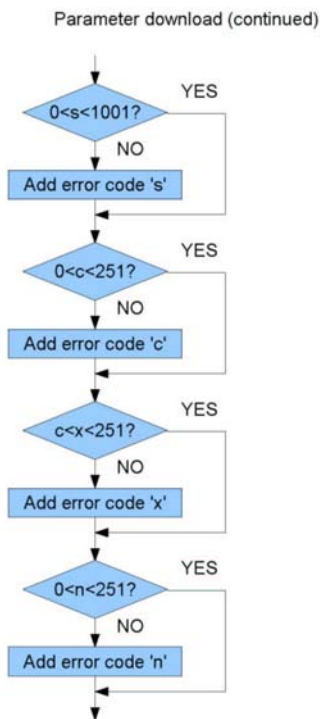 Parameter download (continued)
0<s<1001?
YES
NO
Add error code 's'
0<c<251?
YES
NO
Add error code 'c'
c<x<251?
YES
NO
Add error code 'x'
0<n<251?
YES
NO
Add error code 'n'